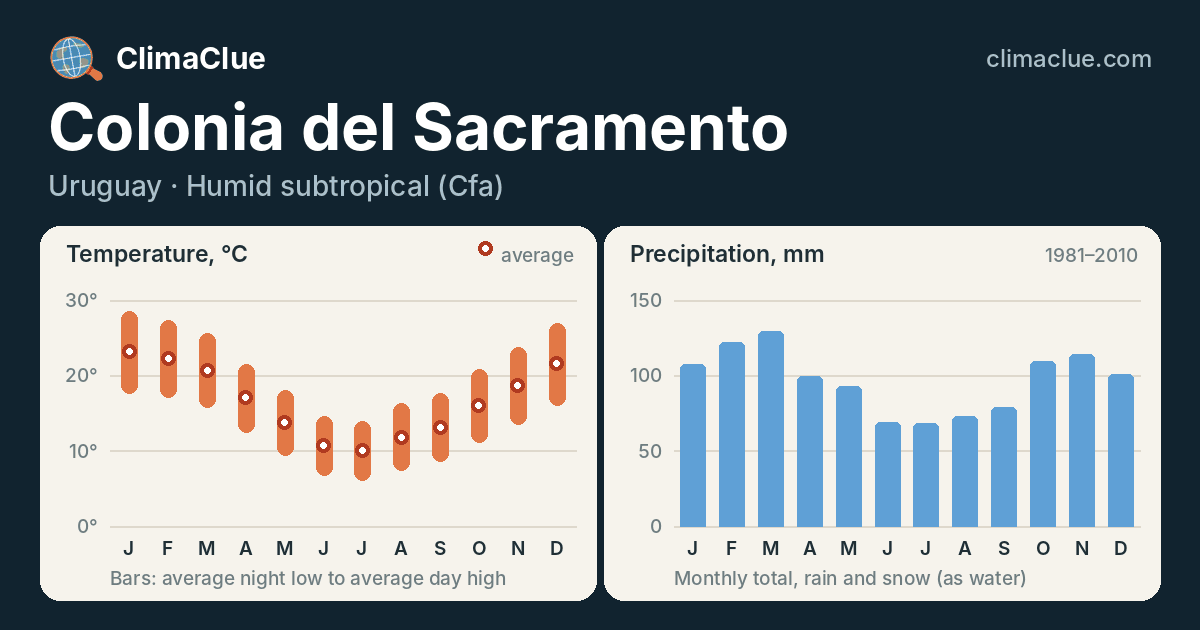 ClimaClue
climaclue.com
Colonia del Sacramento
Uruguay · Humid subtropical (Cfa)
Temperature, °C
average
30°
20°
10°
0°
J F M A M J J A S O N D
Bars: average night low to average day high
Precipitation, mm
1981–2010
150
100
50
0
J F M A M J J A S O N D
Monthly total, rain and snow (as water)